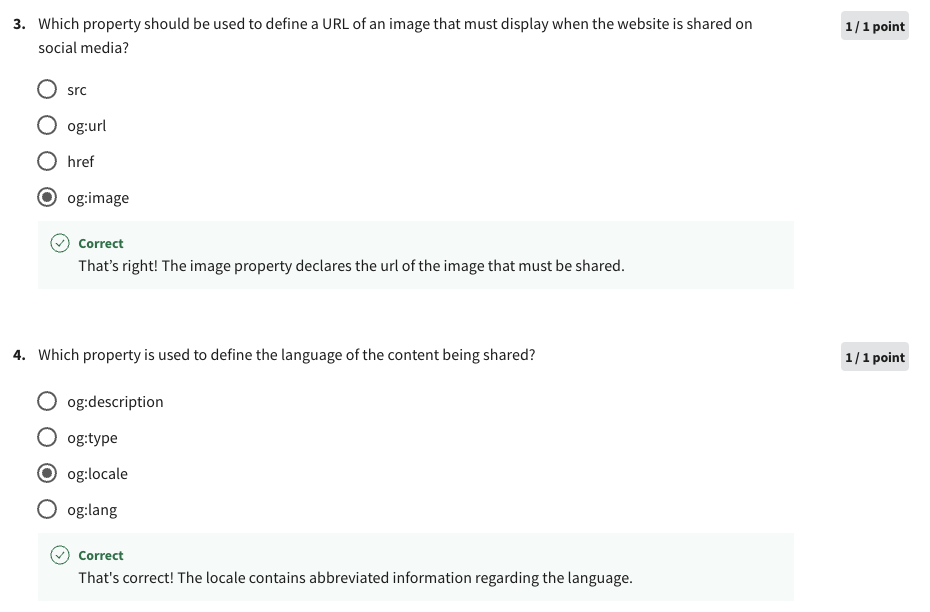 3. Which property should be used to define a URL of an image that must display when the website is shared on
social media?
1 / 1 point
src
og:url
href
og:image
Correct
That’s right! The image property declares the url of the image that must be shared.
4. Which property is used to define the language of the content being shared?
1 / 1 point
og:description
og:type
og:locale
og:lang
Correct
That's correct! The locale contains abbreviated information regarding the language.